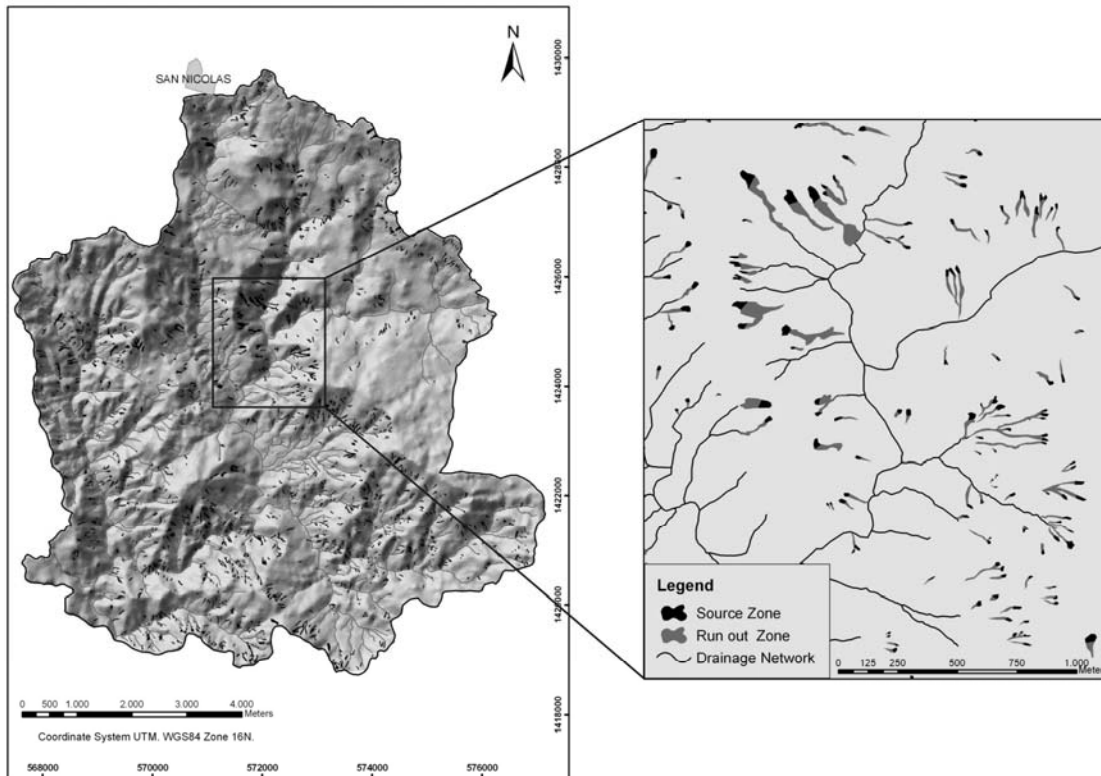 N
SAN NICOLAS
1430000
1428000
1426000
1424000
1422000
1420000
1418000
0 500 1.000 2.000 3.000 4.000
Meters
Coordinate System UTM. WGS84 Zone 16N.
568000 570000 572000 574000 576000
Legend
Source Zone
Run out Zone
Drainage Network
0 125 250 500 750 1.000
Meters